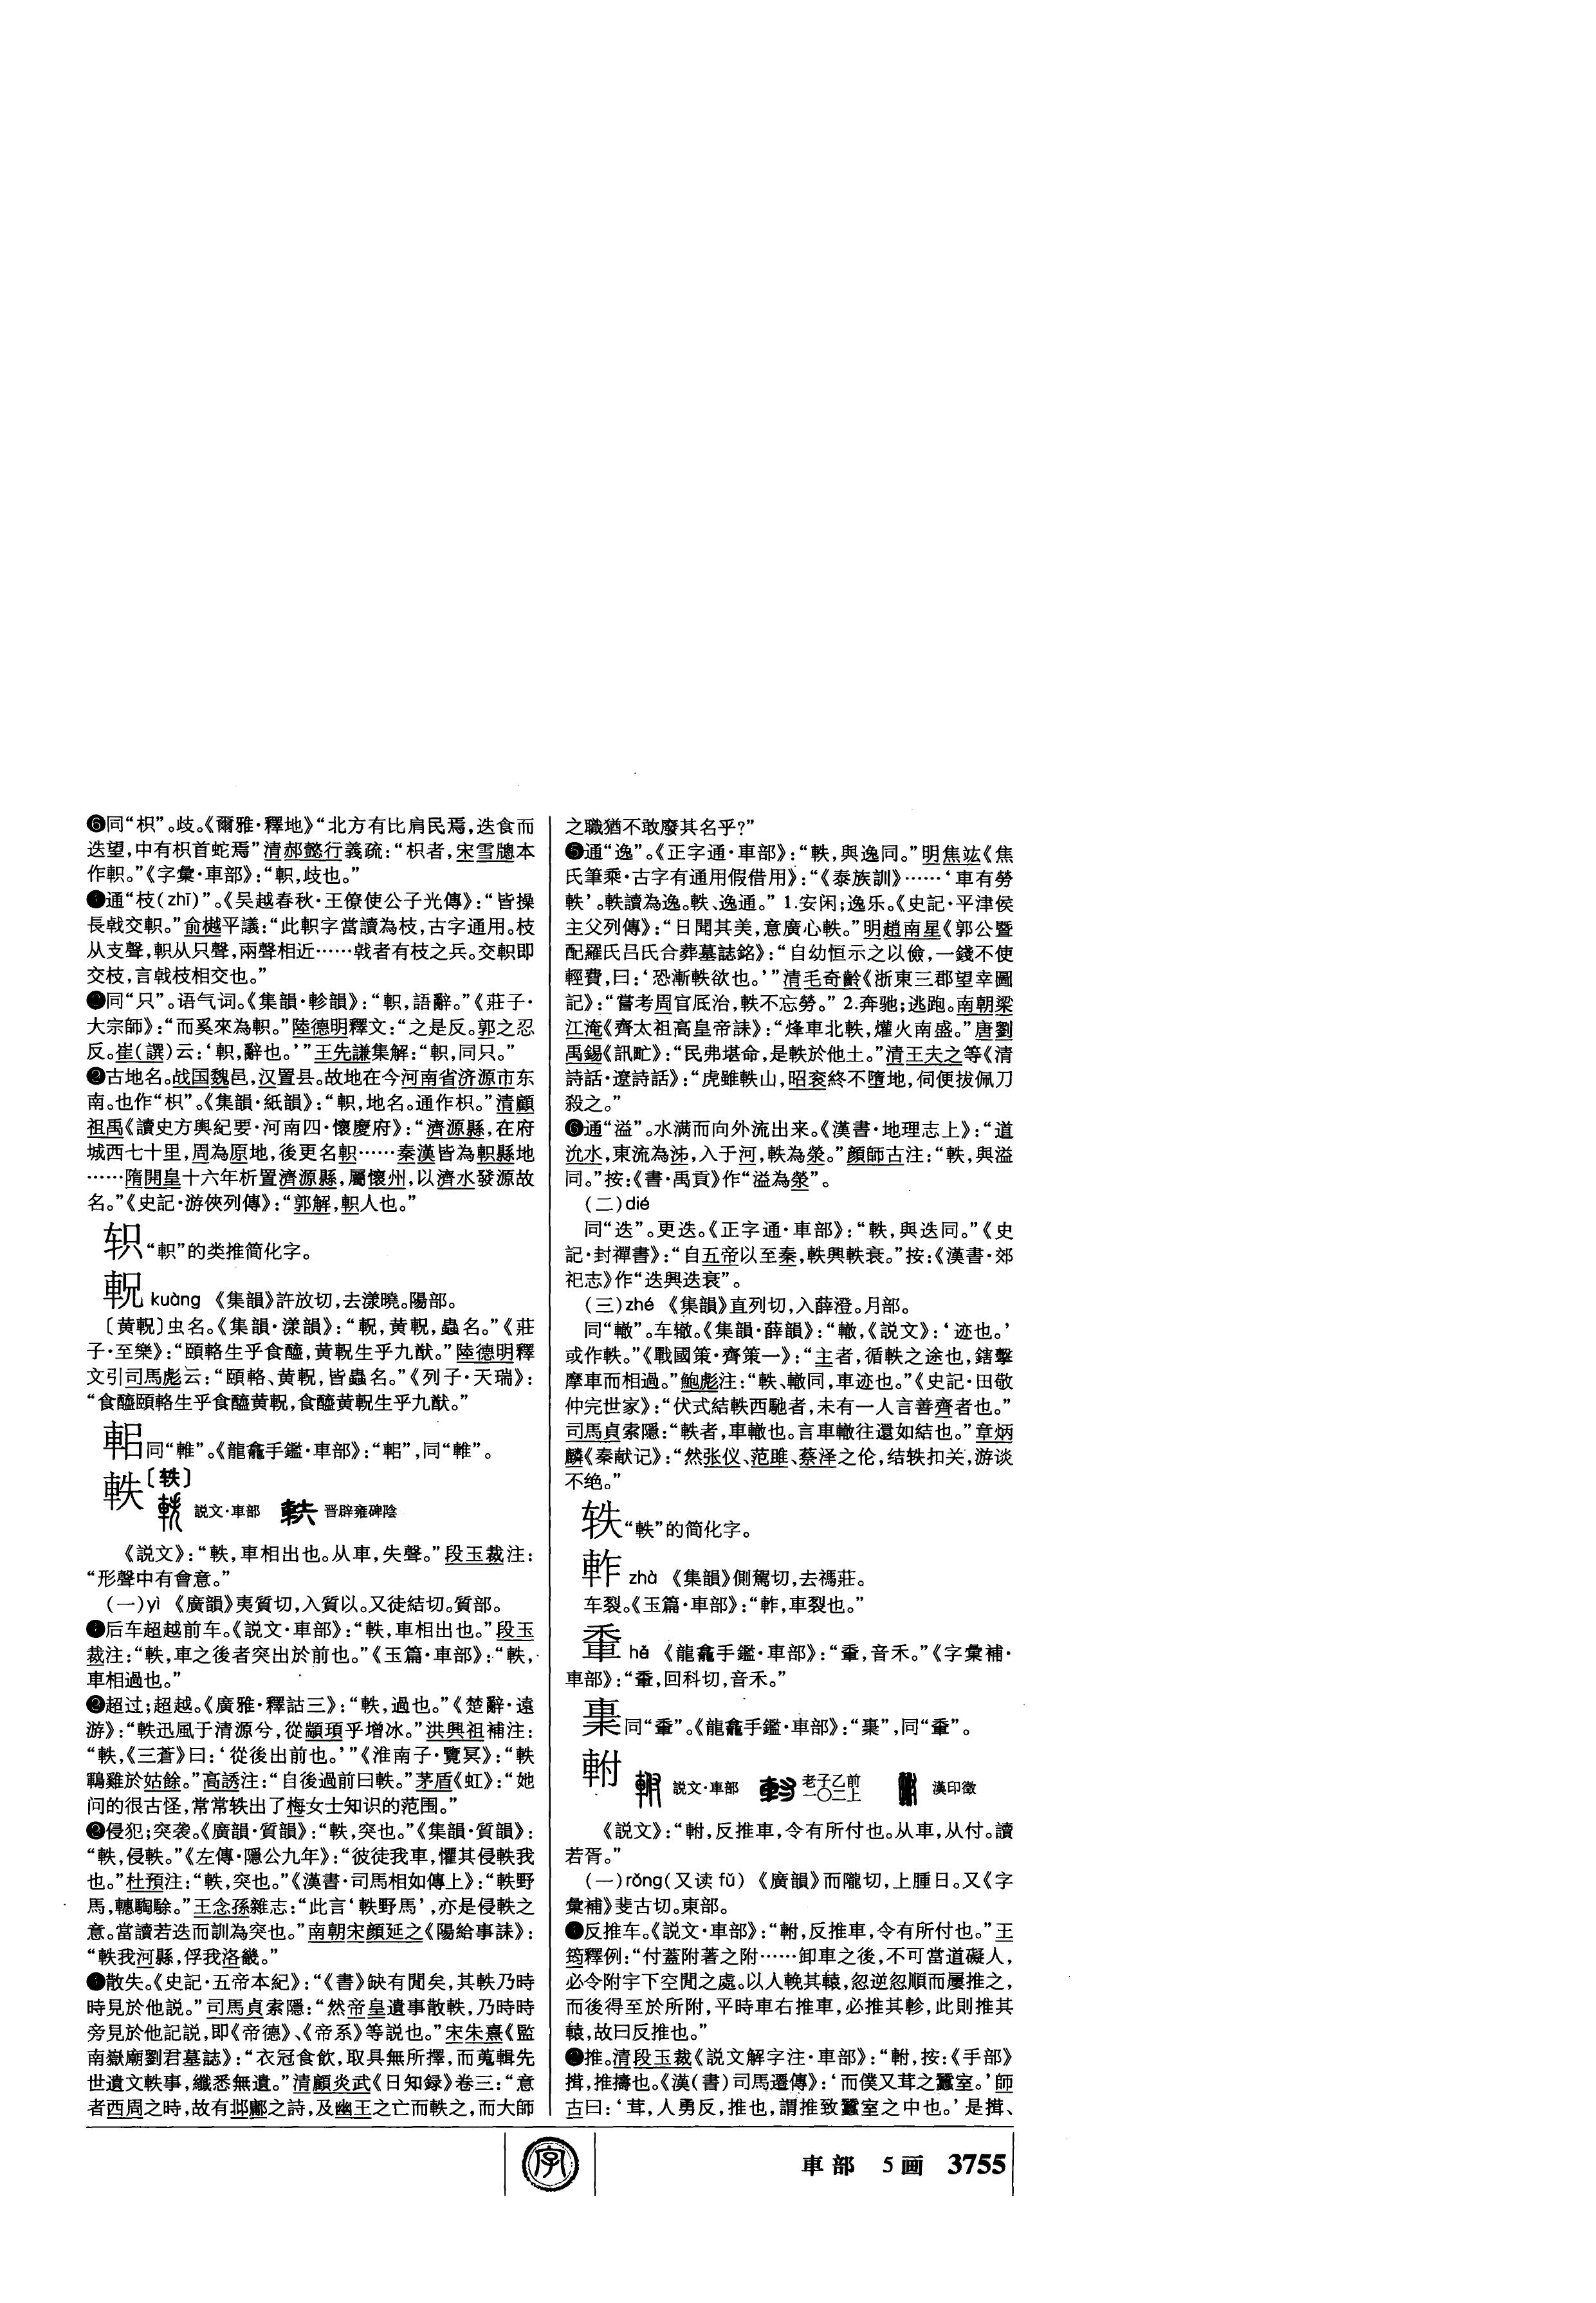 ❻同“枳”。歧。《爾雅·釋地》“北方有比肩民焉，迭食而
迭望，中有枳首蛇焉”清郝懿行義疏：“枳者，宋雪牕本
作軹。”《字彙·車部》：“軹，歧也。”
通“枝(zhī)”。《吴越春秋·王僚使公子光傳》：“皆操
長戟交軹。”俞樾平議：“此軹字當讀為枝，古字通用。枝
从支聲，軹从只聲，兩聲相近……戟者有枝之兵。交軹即
交枝，言戟枝相交也。”
同“只”。语气词。《集韻·軫韻》：“軹，語辭。”《莊子·
大宗師》：“而奚來為軹。”陸德明釋文：“之是反。郭之忍
反。崔(譔)云：‘軹，辭也。’”王先謙集解：“軹，同只。”
古地名。战国魏邑，汉置县。故地在今河南省济源市东
南。也作“枳”。《集韻·紙韻》：“軹，地名。通作枳。”清顧
祖禹《讀史方輿紀要·河南四·懷慶府》：“濟源縣，在府
城西七十里，周為原地，後更名軹……秦漢皆為軹縣地
……隋開皇十六年析置濟源縣，屬懷州，以濟水發源故
名。”《史記·游俠列傳》：“郭解，軹人也。”
轵“軹”的类推简化字。
軦 kuàng 《集韻》許放切，去漾曉。陽部。
〔黄軦〕虫名。《集韻·漾韻》：“軦，黄軦，蟲名。”《莊
子·至樂》：“頤輅生乎食醯，黄軦生乎九猷。”陸德明釋
文引司馬彪云：“頤輅、黄軦，皆蟲名。”《列子·天瑞》：
“食醯頤輅生乎食醯黄軦，食醯黄軦生乎九猷。”
同“䡺”。《龍龕手鑑·車部》：
軼〔轶〕
説文·車部 晋辟雍碑陰
《説文》：“軼，車相出也。从車，失聲。”段玉裁注：
“形聲中有會意。”
(一)yì 《廣韻》夷質切，入質以。又徒結切。質部。
❶后车超越前车。《説文·車部》：“軼，車相出也。”段玉
裁注：“軼，車之後者突出於前也。”《玉篇·車部》：“軼，
車相過也。”
❷超过；超越。《廣雅·釋詁三》：“軼，過也。”《楚辭·遠
游》：“軼迅風于清源兮，從顓頊乎增冰。”洪興祖補注：
“軼，《三蒼》曰：‘從後出前也。’”《淮南子·覽冥》：“軼
鶤雞於姑餘。”高誘注：“自後過前曰軼。”茅盾《虹》：“她
问的很古怪，常常轶出了梅女士知识的范围。”
侵犯；突袭。《廣韻·質韻》：“軼，突也。”《集韻·質韻》：
“軼，侵軼。”《左傳·隱公九年》：“彼徒我車，懼其侵軼我
也。”杜預注：“軼，突也。”《漢書·司馬相如傳上》：“軼野
馬，轊騊駼。”王念孫雜志：“此言‘軼野馬’，亦是侵軼之
意。當讀若迭而訓為突也。”南朝宋顔延之《陽給事誄》：
“軼我河縣，俘我洛畿。”
散失。《史記·五帝本紀》：“《書》缺有閒矣，其軼乃時
時見於他説。”司馬貞索隱：“然帝皇遺事散軼，乃時時
旁見於他記説，即《帝德》、《帝系》等説也。”宋朱熹《監
南嶽廟劉君墓誌》：“衣冠食飲，取具無所擇，而蒐輯先
世遺文軼事，纖悉無遺。”清顧炎武《日知録》卷三：“意
者西周之時，故有邶鄘之詩，及幽王之亡而軼之，而大師
之職猶不敢廢其名乎？”
❺通“逸”。《正字通·車部》：“軼，與逸同。”明焦竑《焦
氏筆乘·古字有通用假借用》：“《泰族訓》……‘車有勞
軼’。軼讀為逸。軼、逸通。”1.安闲；逸乐。《史記·平津侯
主父列傳》：“日聞其美，意廣心軼。”明趙南星《郭公暨
配羅氏吕氏合葬墓誌銘》：“自幼恒示之以儉，一錢不使
輕費，曰：‘恐漸軼欲也。’”清毛奇齡《浙東三郡望幸圖
記》：“嘗考周官厎治，軼不忘勞。”2.奔驰；逃跑。南朝梁
江淹《齊太祖高皇帝誄》：“烽車北軼，爟火南盛。”唐劉
禹錫《訊甿》：“民弗堪命，是軼於他土。”清王夫之等《清
詩話·遼詩話》：“虎雖軼山，昭衮終不墮地，伺便拔佩刀
殺之。”
❻通“溢”。水满而向外流出来。《漢書·地理志上》：“道
沇水，東流為泲，入于河，軼為滎。”顔師古注：“軼，與溢
同。”按：《書·禹貢》作“溢為滎”。
(二)dié
同“迭”。更迭。《正字通·車部》：“軼，與迭同。”《史
記·封禪書》：“自五帝以至秦，軼興軼衰。”按：《漢書·郊
祀志》作“迭興迭衰”。
(三)zhé 《集韻》直列切，入薛澄。月部。
同“轍”。车辙。《集韻·薛韻》：“轍，《説文》：‘迹也。’
或作軼。”《戰國策·齊策一》：“主者，循軼之途也，鎋擊
摩車而相過。”鮑彪注：“軼、轍同，車迹也。”《史記·田敬
仲完世家》：“伏式結軼西馳者，未有一人言善齊者也。”
司馬貞索隱：“軼者，車轍也。言車轍往還如結也。”章炳
麟《秦献记》：“然张仪、范雎、蔡泽之伦，结轶扣关，游谈
不绝。”
轶“軼”的简化字。
䡃 zhà 《集韻》側駕切，去禡莊。
车裂。《玉篇·車部》：“䡃，車裂也。”
hé 《龍龕手鑑·車部》：音禾。”《字彙補·
車部》：回科切，音禾。”
《龍龕手鑑·車部》：
軵 説文·車部 老子乙前一〇二上 漢印徵
《説文》：“軵，反推車，令有所付也。从車，从付。讀
若胥。”
(一)rǒng(又读fǔ) 《廣韻》而隴切，上腫日。又《字
彙補》斐古切。東部。
❶反推车。《説文·車部》：“軵，反推車，令有所付也。”王
筠釋例：“付蓋附著之附……卸車之後，不可當道礙人，
必令附宇下空閒之處。以人輓其轅，忽逆忽順而屢推之，
而後得至於所附，平時車右推車，必推其軫，此則推其
轅，故曰反推也。”
❷推。清段玉裁《説文解字注·車部》：“軵，按：《手部》
搑，推擣也。《漢(書)司馬遷傳》：‘而僕又茸之蠶室。’師
古曰：‘茸，人勇反，推也，謂推致蠶室之中也。’是搑、
字
車部 5画 3755